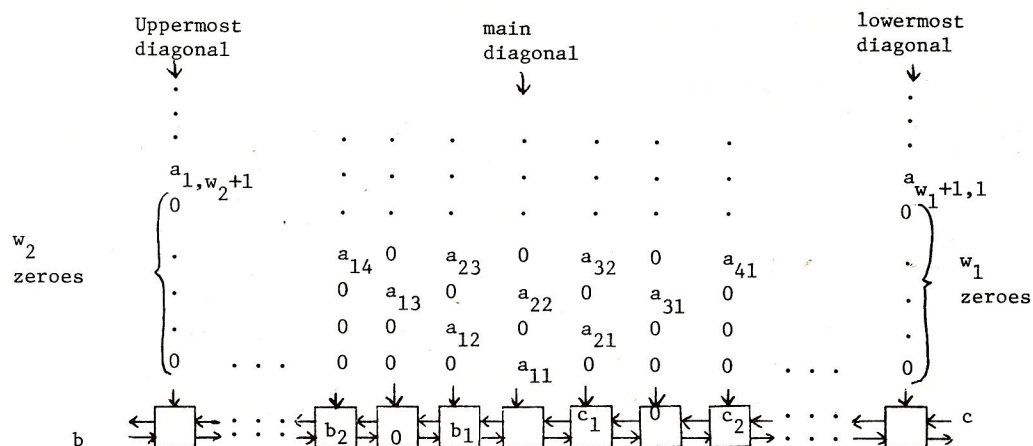 Uppermost diagonal
main diagonal
lowermost diagonal
. . .
. . . . . . . .
a1,w2+1 . . . . . . . aw1+1,1
0 . . . . . . . 0
w2 zeroes
a14 0 a23 0 a32 0 a41
w1 zeroes
0 a13 0 a22 0 a31 0
0 0 a12 0 a21 0 0
0 . . . 0 0 0 a11 0 0 0 . . . 0
b . . . b2 0 b1 c1 0 c2 . . . c